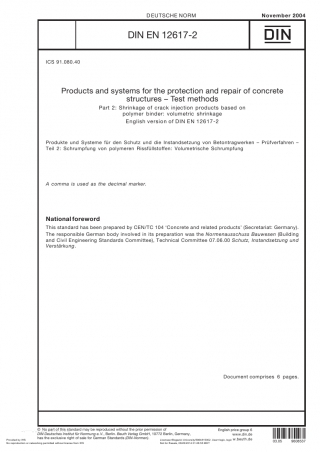 DEUTSCHE NORM
November 2004
DIN EN 12617-2
DIN
ICS 91.080.40
Products and systems for the protection and repair of concrete
structures – Test methods
Part 2: Shrinkage of crack injection products based on
polymer binder: volumetric shrinkage
English version of DIN EN 12617-2
Produkte und Systeme für den Schutz und die Instandsetzung von Betontragwerken – Prüfverfahren –
Teil 2: Schrumpfung von polymeren Rissfüllstoffen: Volumetrische Schrumpfung
A comma is used as the decimal marker.
National foreword
This standard has been prepared by CEN/TC 104 'Concrete and related products' (Secretariat: Germany).
The responsible German body involved in its preparation was the Normenausschuss Bauwesen (Building
and Civil Engineering Standards Committee), Technical Committee 07.06.00 Schutz, Instandsetzung und
Verstärkung.
Document comprises 6 pages.
© No part of this standard may be reproduced without the prior permission of
DIN Deutsches Institut für Normung e.V., Berlin. Beuth Verlag GmbH, 10772 Berlin, Germany,
has the exclusive right of sale for German Standards (DIN-Normen).
English price group 6
www.din.de
www.beuth.de